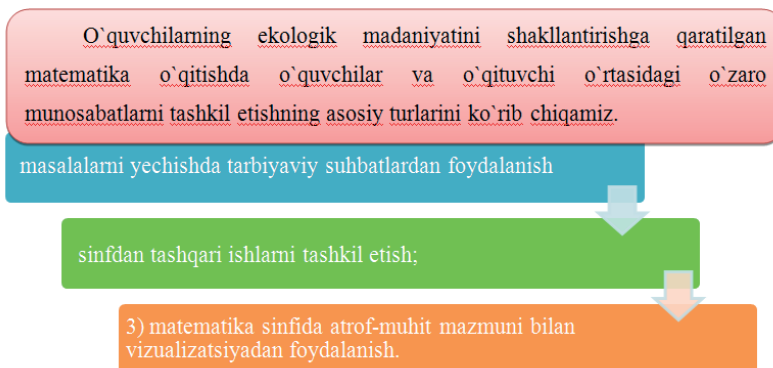 O`quvchilarning ekologik madaniyatini shakllantirishga qaratilgan
matematika o`qitishda o`quvchilar va o`qituvchi o`rtasidagi o`zaro
munosabatlarni tashkil etishning asosiy turlarini ko`rib chiqamiz.
masalalarni yechishda tarbiyaviy suhbatlardan foydalanish
sinfdan tashqari ishlarni tashkil etish;
3) matematika sinfida atrof-muhit mazmuni bilan
vizualizatsiyadan foydalanish.